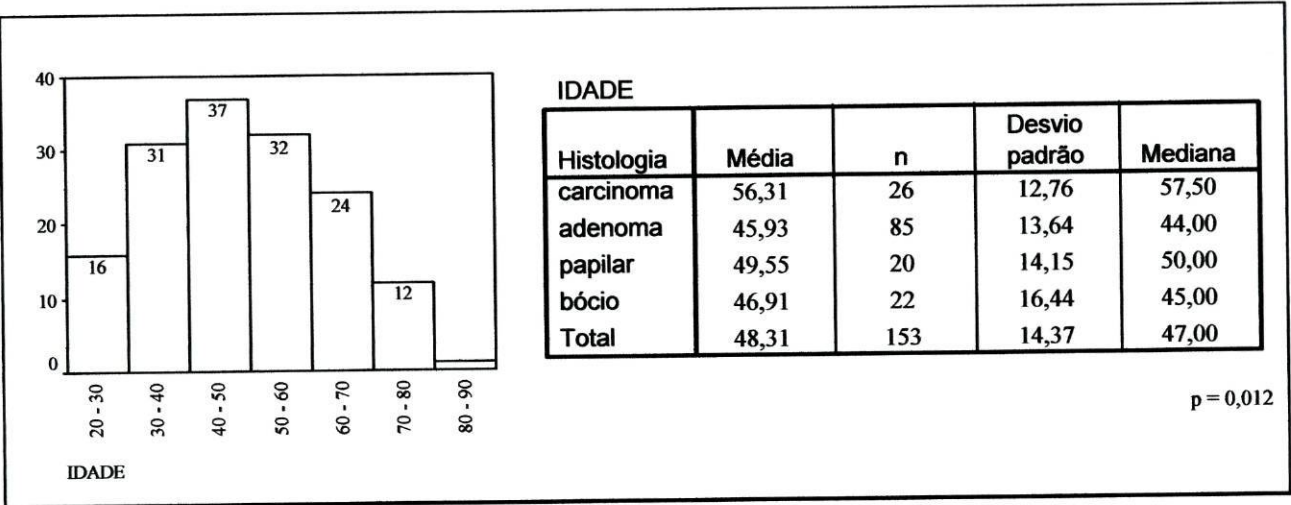 40
30
20
10
0
16
31
37
32
24
12
20 - 30
30 - 40
40 - 50
50 - 60
60 - 70
70 - 80
80 - 90
IDADE
IDADE
Histologia Média n Desvio padrão Mediana
carcinoma 56,31 26 12,76 57,50
adenoma 45,93 85 13,64 44,00
papilar 49,55 20 14,15 50,00
bócio 46,91 22 16,44 45,00
Total 48,31 153 14,37 47,00
p = 0,012